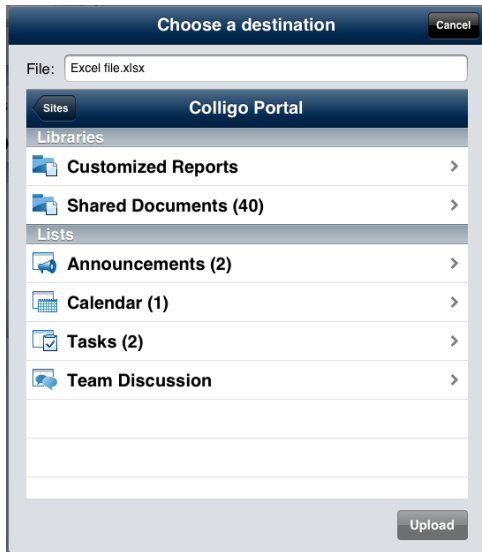 Choose a destination
Cancel
File: Excel file.xlsx
Sites
Colligo Portal
Libraries
Customized Reports
Shared Documents (40)
Lists
Announcements (2)
Calendar (1)
Tasks (2)
Team Discussion
Upload